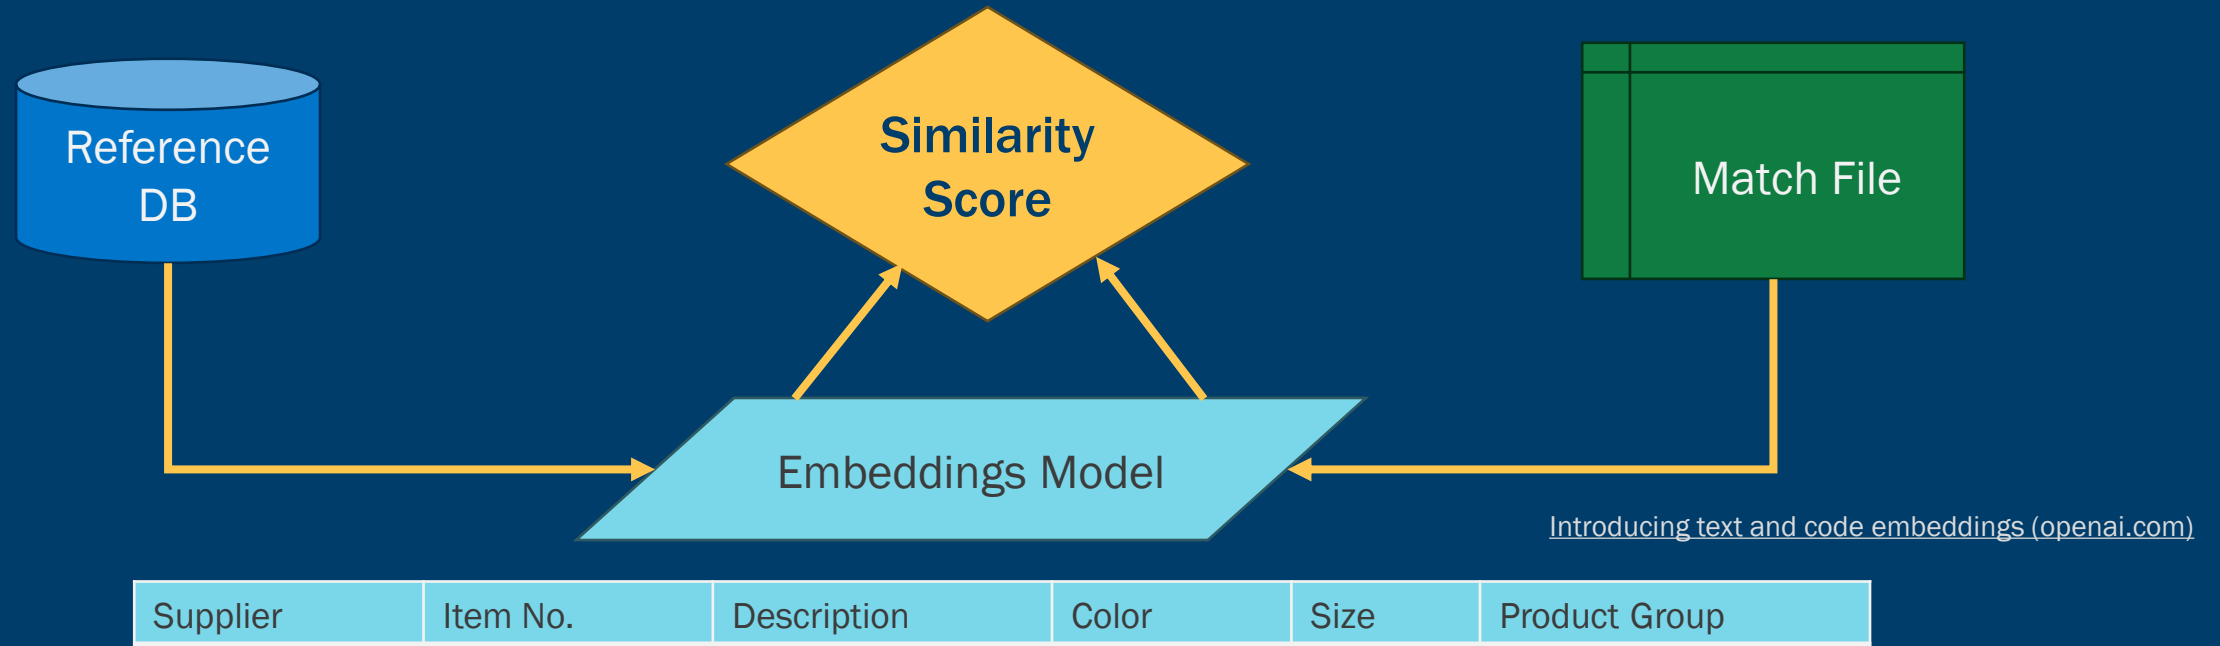 Reference
DB
Similarity
Score
Match File
Embeddings Model
Introducing text and code embeddings (openai.com)
Supplier Item No. Description Color Size Product Group